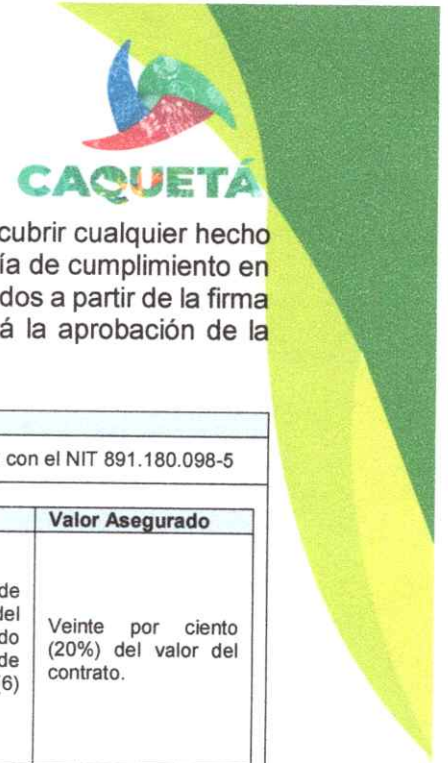 CAQUETÁ
cubrir cualquier hecho
ía de cumplimiento en
dos a partir de la firma
á la aprobación de la
con el NIT 891.180.098-5
Valor Asegurado
de
del
do
de
(6)
Veinte por ciento
(20%) del valor del
contrato.